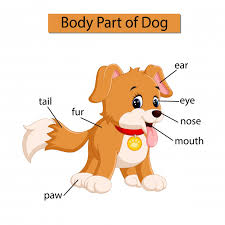 Body Part of Dog
ear
eye
tail
fur
nose
mouth
paw